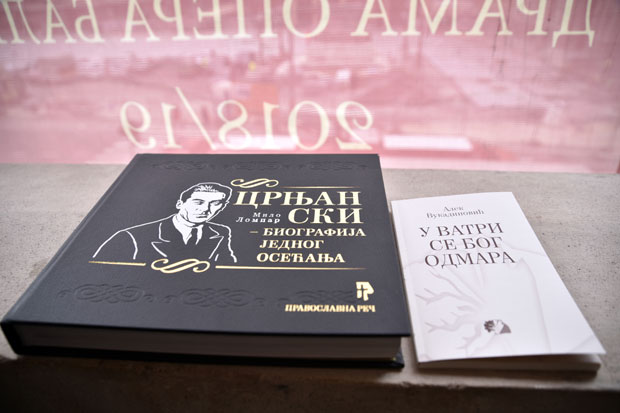 ДРАМА ОПЕРА БАЛ
2018/19
ЦРЊАН
Мило
Ломпар
СКИ
– БИОГРАФИЈА
ЈЕДНОГ
ОСЕЋАЊА
ПРАВОСЛАВНА РЕЧ
Алек
Вукадиновић
У ВАТРИ
СЕ БОГ
ОДМАРА